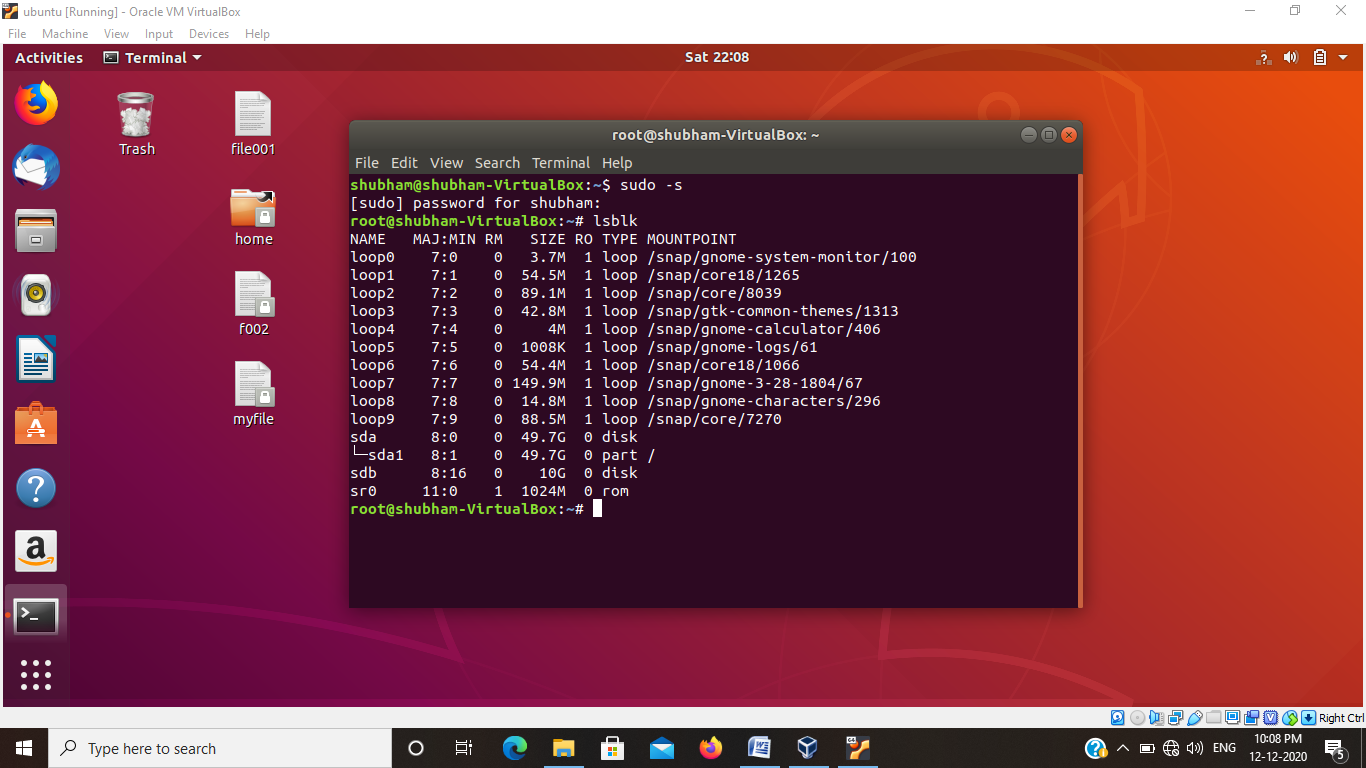 ubuntu [Running] - Oracle VM VirtualBox
File Machine View Input Devices Help
Activities Terminal Sat 22:08
Trash
file001
home
f002
myfile
root@shubham-VirtualBox: ~
File Edit View Search Terminal Help
shubham@shubham-VirtualBox:~$ sudo -s
[sudo] password for shubham:
root@shubham-VirtualBox:~# lsblk
NAME   MAJ:MIN RM   SIZE RO TYPE MOUNTPOINT
loop0    7:0    0   3.7M  1 loop /snap/gnome-system-monitor/100
loop1    7:1    0  54.5M  1 loop /snap/core18/1265
loop2    7:2    0  89.1M  1 loop /snap/core/8039
loop3    7:3    0  42.8M  1 loop /snap/gtk-common-themes/1313
loop4    7:4    0     4M  1 loop /snap/gnome-calculator/406
loop5    7:5    0  1008K  1 loop /snap/gnome-logs/61
loop6    7:6    0  54.4M  1 loop /snap/core18/1066
loop7    7:7    0 149.9M  1 loop /snap/gnome-3-28-1804/67
loop8    7:8    0  14.8M  1 loop /snap/gnome-characters/296
loop9    7:9    0  88.5M  1 loop /snap/core/7270
sda      8:0    0  49.7G  0 disk
└─sda1   8:1    0  49.7G  0 part /
sdb      8:16   0    10G  0 disk
sr0     11:0    1  1024M  0 rom
root@shubham-VirtualBox:~#
Right Ctrl
Type here to search
ENG
10:08 PM
12-12-2020
5